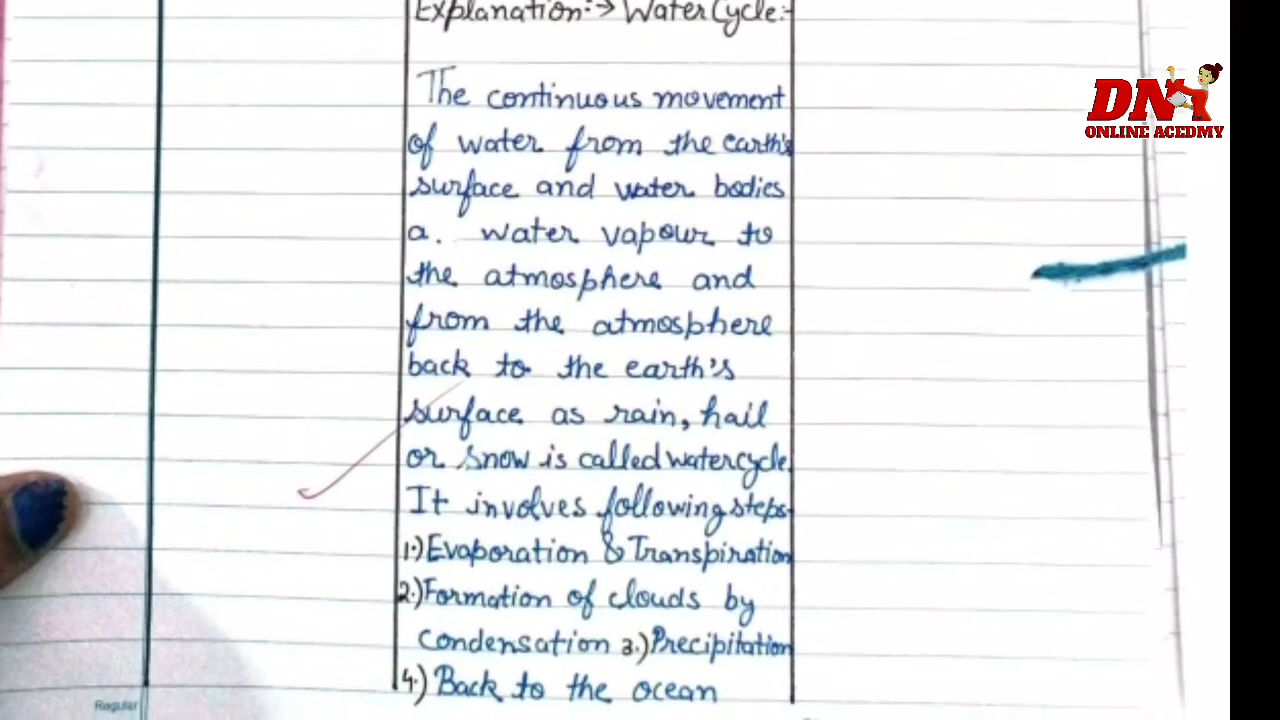 Explanation:→ Water Cycle:-
The continuous movement
of water from the earth's
surface and water bodies
a. water vapour to
the atmosphere and
from the atmosphere
back to the earth's
surface as rain, hail
or snow is called watercycle.
It involves following steps-
1.) Evaporation & Transpiration
2.) Formation of clouds by
Condensation 3.) Precipitation
4.) Back to the ocean
Regular
DNA
ONLINE ACEDMY